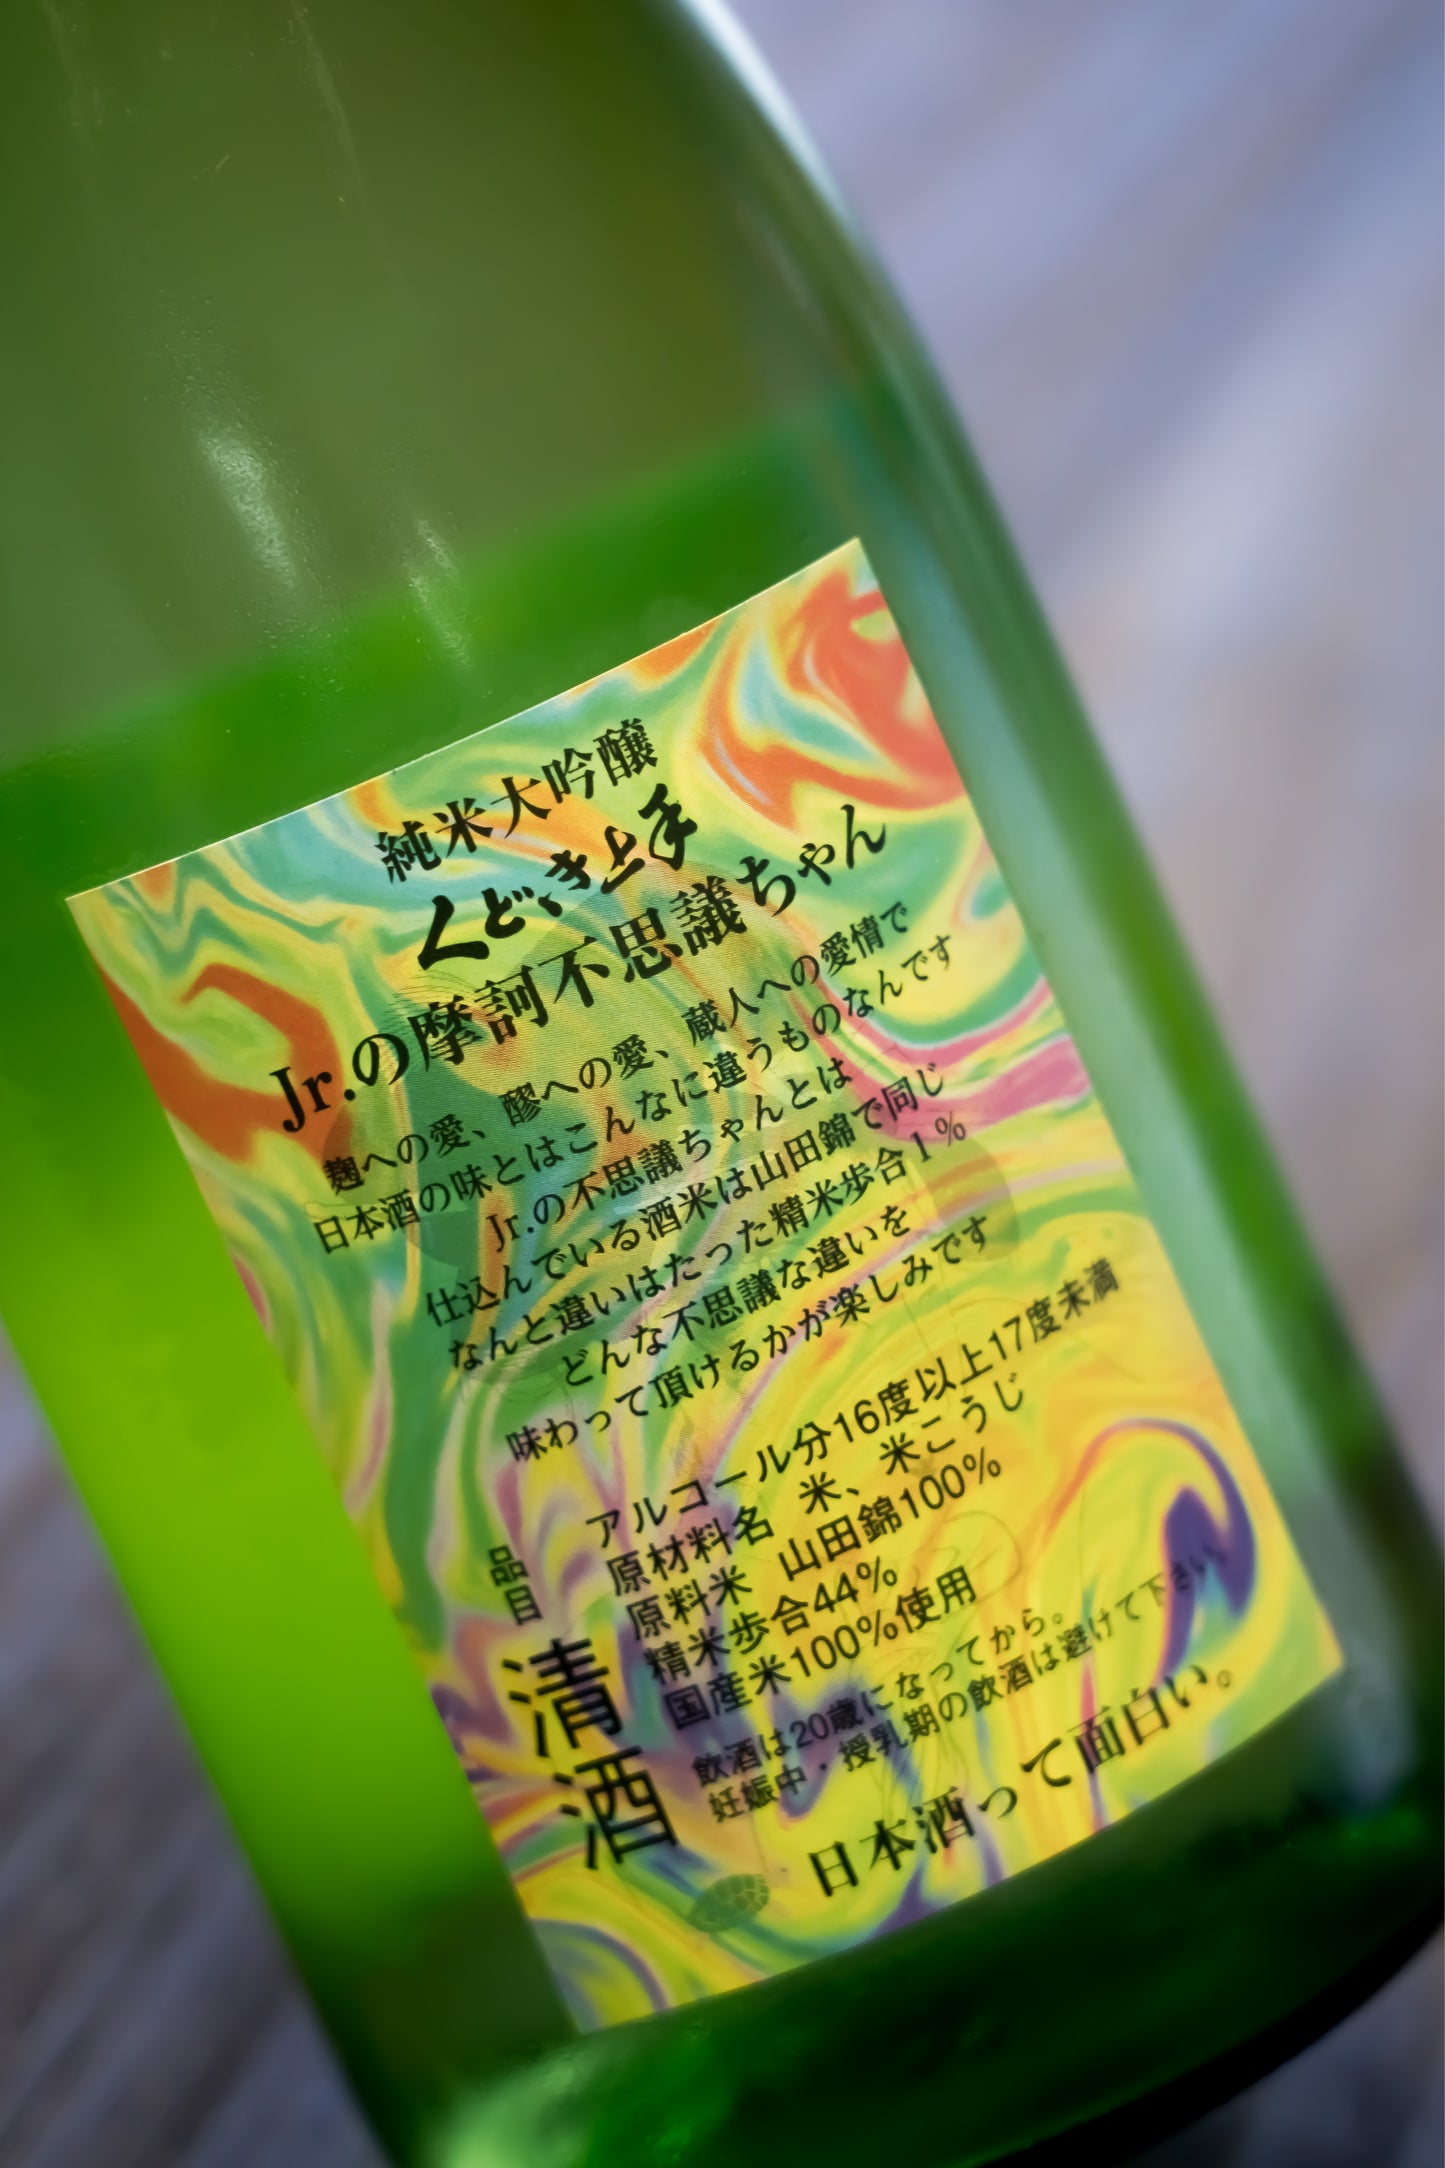 純米大吟醸
くどき上手
Jr.の摩訶不思議ちゃん
麹への愛、醪への愛、蔵人への愛情で
日本酒の味とはこんなに違うものなんです
Jr.の不思議ちゃんとは
仕込んでいる酒米は山田錦で同じ
なんと違いはたった精米歩合1%
どんな不思議な違いを
味わって頂けるかが楽しみです
アルコール分16度以上17度未満
原材料名 米、米こうじ
原料米 山田錦100%
精米歩合44%
国産米100%使用
品目
清酒
飲酒は20歳になってから。
妊娠中・授乳期の飲酒は避けて下さい。
日本酒って面白い。